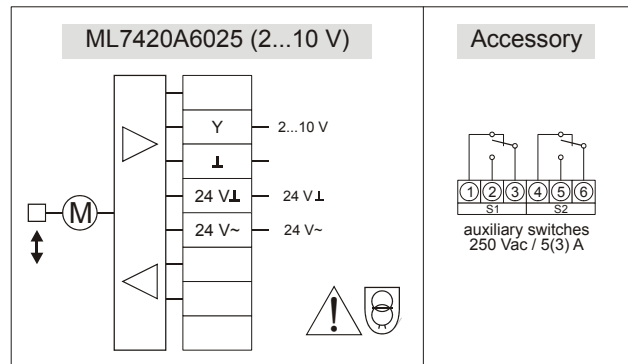 ML7420A6025 (2...10 V)
Y
2...10 V
⊥
24 V⊥
24 V⊥
24 V~
24 V~
M
Accessory
1 2 3 4 5 6
S1 S2
auxiliary switches
250 Vac / 5(3) A